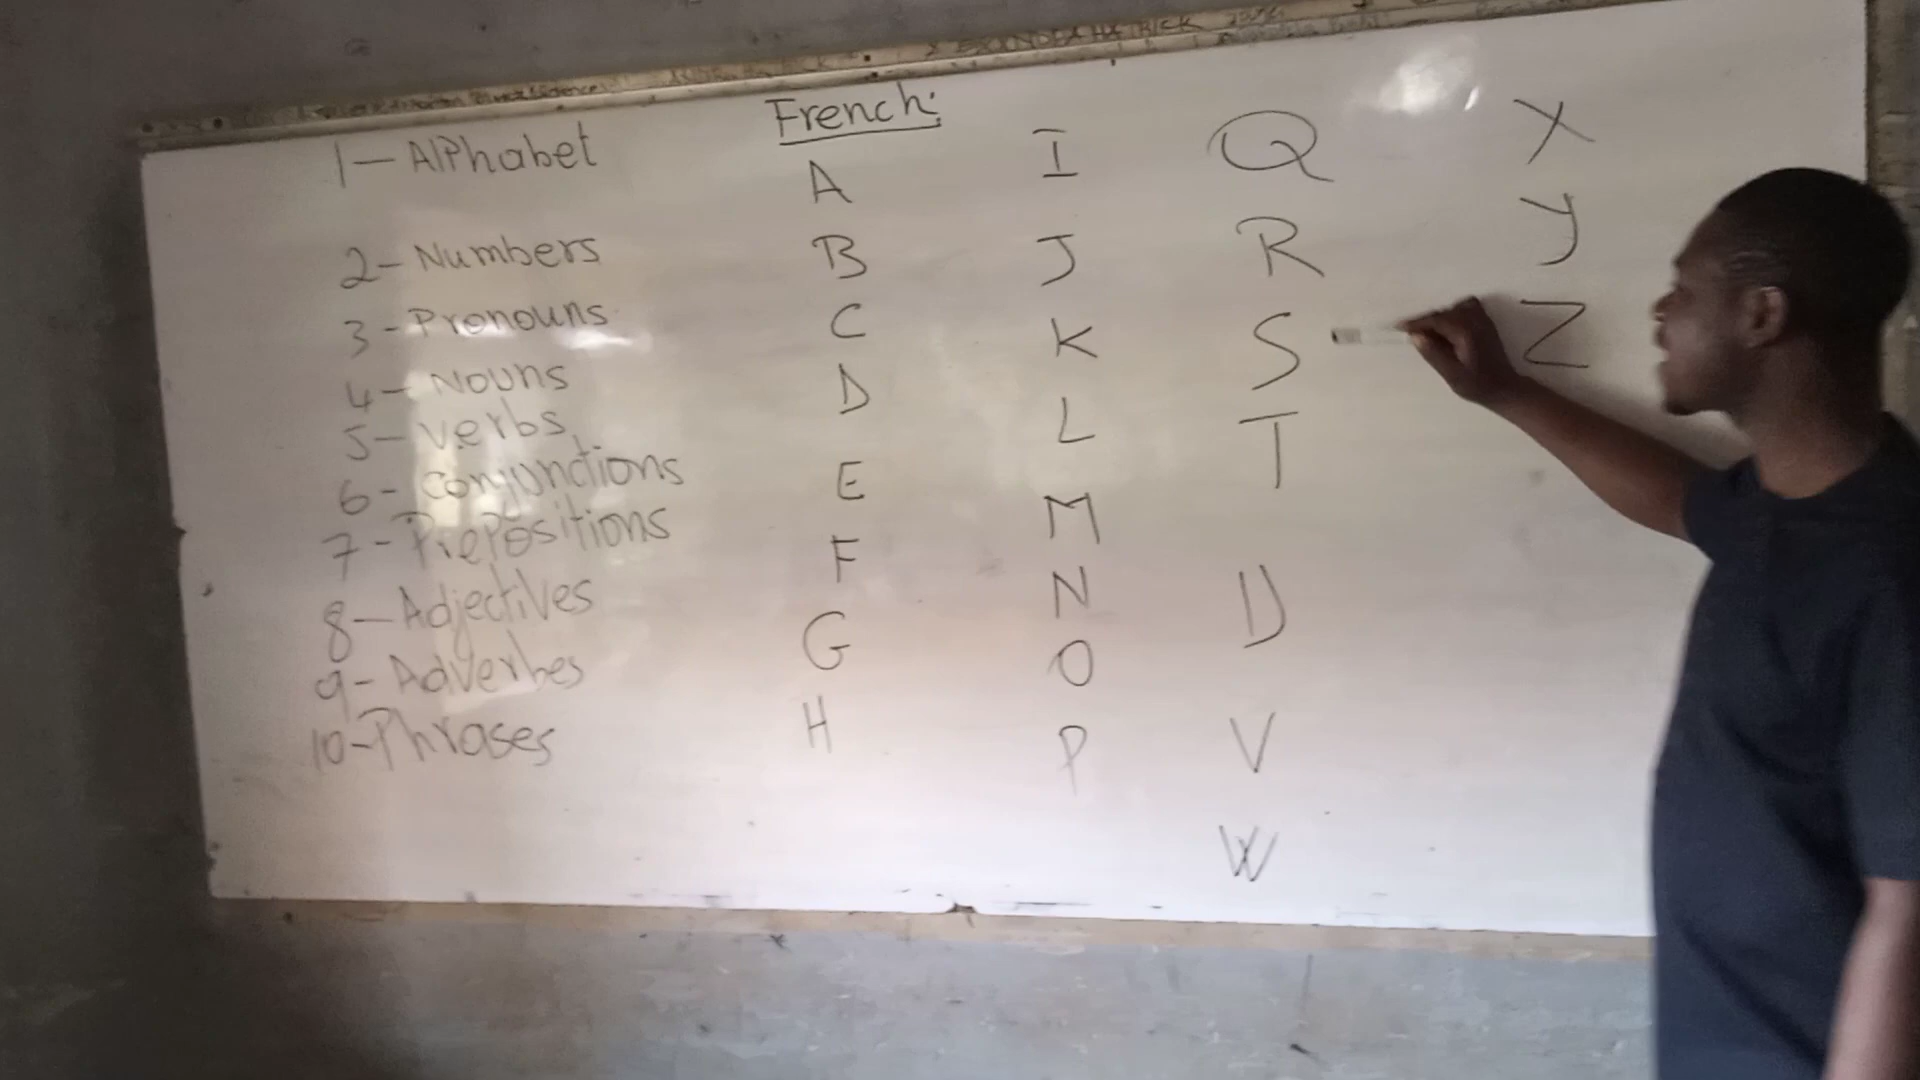 French:
1- Alphabet
2- Numbers
3- Pronouns
4- Nouns
5- Verbs
6- Conjunctions
7- Prepositions
8- Adjectives
9- Adverbes
10- Phrases
A
B
C
D
E
F
G
H
I
J
K
L
M
N
O
P
Q
R
S
T
U
V
W
X
Y
Z